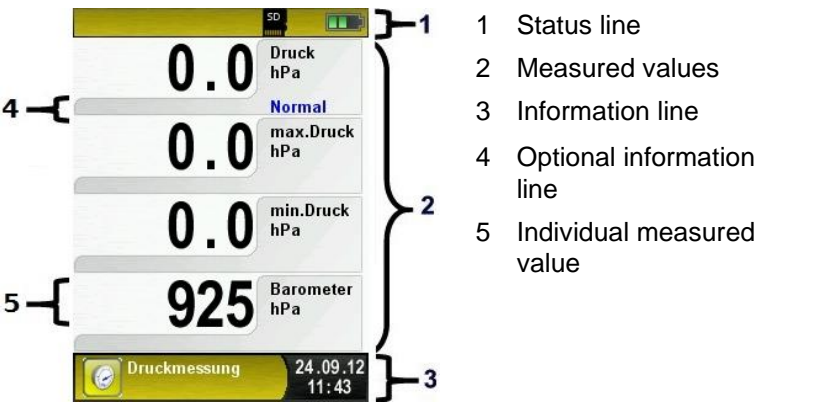 SD
1
0.0 Druck
hPa
Normal
4
0.0 max.Druck
hPa
0.0 min.Druck
hPa
2
5
925 Barometer
hPa
Druckmessung 24.09.12
11:43
3
1 Status line
2 Measured values
3 Information line
4 Optional information
line
5 Individual measured
value